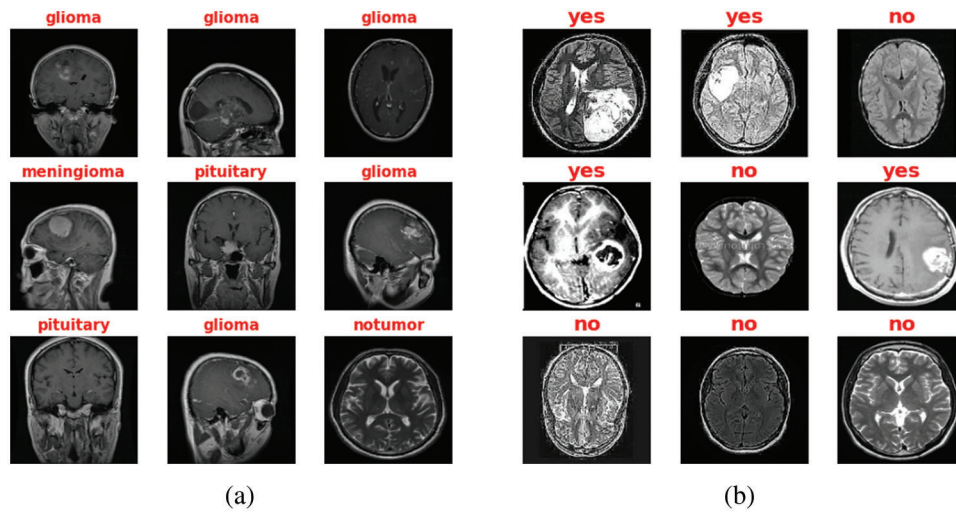 glioma glioma glioma
meningioma pituitary glioma
pituitary glioma notumor
(a)
yes yes no
yes no yes
no no no
(b)